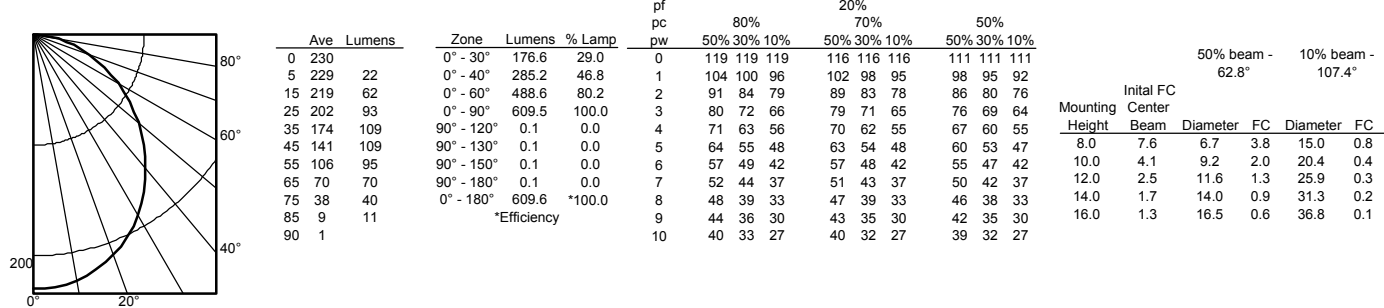 80°
60°
40°
200
0° 20°
Ave Lumens
0 230
5 229 22
15 219 62
25 202 93
35 174 109
45 141 109
55 106 95
65 70 70
75 38 40
85 9 11
90 1
Zone Lumens % Lamp
0° - 30° 176.6 29.0
0° - 40° 285.2 46.8
0° - 60° 488.6 80.2
0° - 90° 609.5 100.0
90° - 120° 0.1 0.0
90° - 130° 0.1 0.0
90° - 150° 0.1 0.0
90° - 180° 0.1 0.0
0° - 180° 609.6 *100.0
*Efficiency
pf 20%
pc 80% 70% 50%
pw 50% 30% 10% 50% 30% 10% 50% 30% 10%
0 119 119 119 116 116 116 111 111 111
1 104 100 96 102 98 95 98 95 92
2 91 84 79 89 83 78 86 80 76
3 80 72 66 79 71 65 76 69 64
4 71 63 56 70 62 55 67 60 55
5 64 55 48 63 54 48 60 53 47
6 57 49 42 57 48 42 55 47 42
7 52 44 37 51 43 37 50 42 37
8 48 39 33 47 39 33 46 38 33
9 44 36 30 43 35 30 42 35 30
10 40 33 27 40 32 27 39 32 27
50% beam - 10% beam -
62.8° 107.4°
Inital FC
Mounting Center
Height Beam Diameter FC Diameter FC
8.0 7.6 6.7 3.8 15.0 0.8
10.0 4.1 9.2 2.0 20.4 0.4
12.0 2.5 11.6 1.3 25.9 0.3
14.0 1.7 14.0 0.9 31.3 0.2
16.0 1.3 16.5 0.6 36.8 0.1